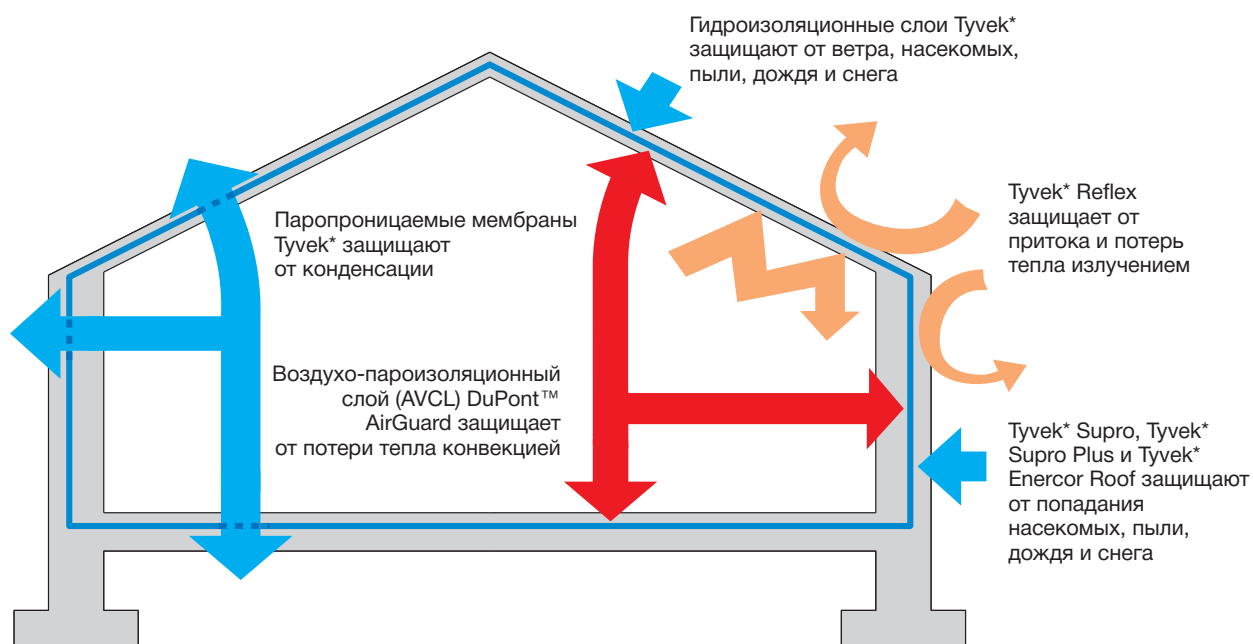 Гидроизоляционные слои Tyvek*
защищают от ветра, насекомых,
пыли, дождя и снега
Паропроницаемые мембраны
Tyvek* защищают
от конденсации
Tyvek* Reflex
защищает от
притока и потерь
тепла излучением
Воздухо-пароизоляционный
слой (AVCL) DuPont™
AirGuard защищает
от потери тепла конвекцией
Tyvek* Supro, Tyvek*
Supro Plus и Tyvek*
Enercor Roof защищают
от попадания
насекомых, пыли,
дождя и снега